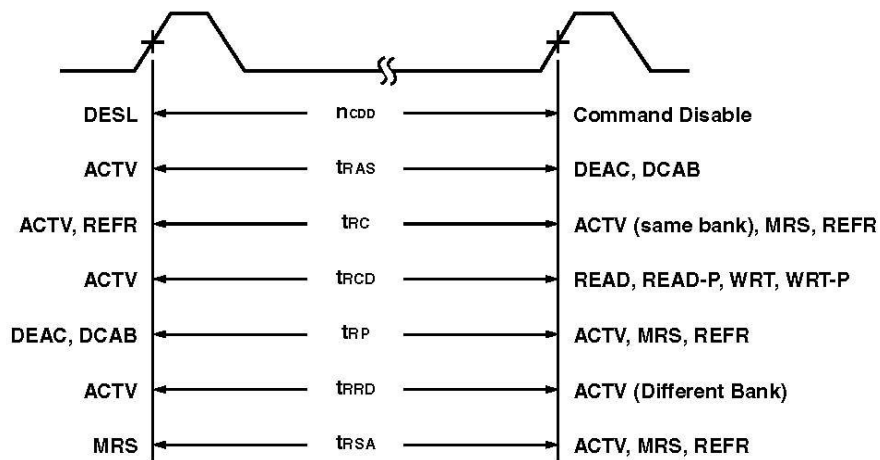 DESL nCDD Command Disable
ACTV tRAS DEAC, DCAB
ACTV, REFR tRC ACTV (same bank), MRS, REFR
ACTV tRCD READ, READ-P, WRT, WRT-P
DEAC, DCAB tRP ACTV, MRS, REFR
ACTV tRRD ACTV (Different Bank)
MRS tRSA ACTV, MRS, REFR